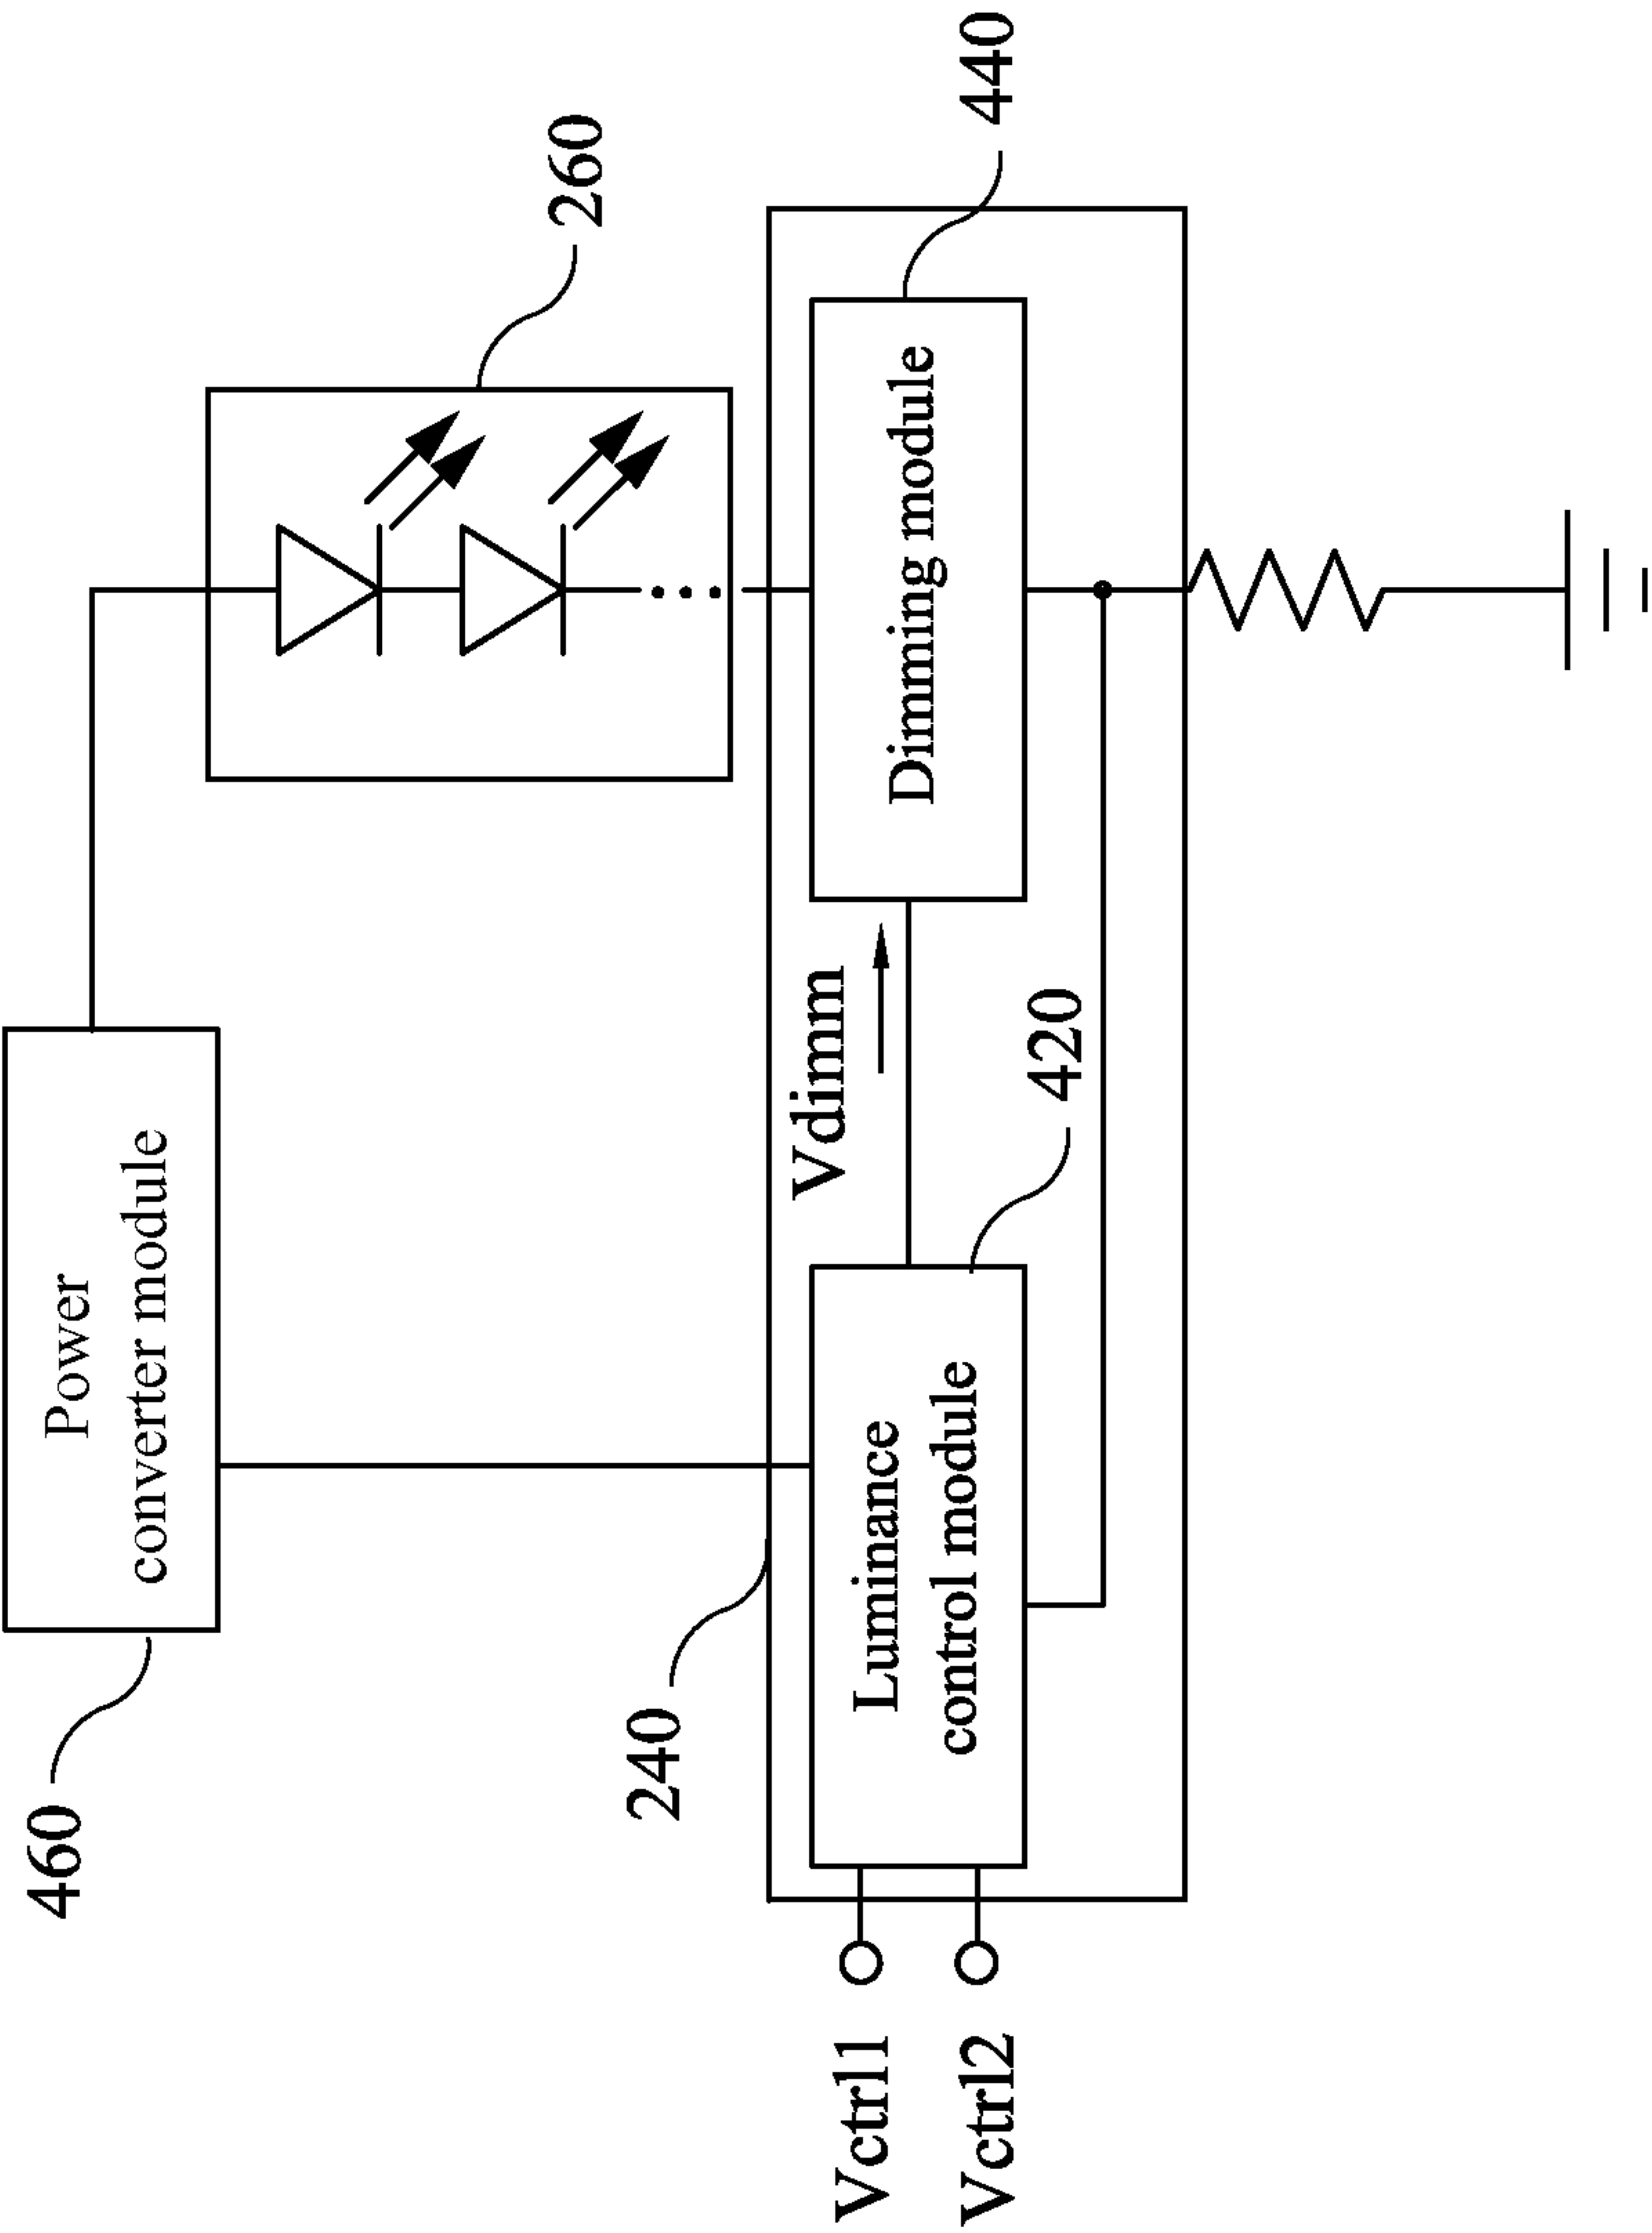 460
Power
converter module
260
240
Vdimm
440
Vctrl1
Vctrl2
Luminance
control module
Dimming module
420